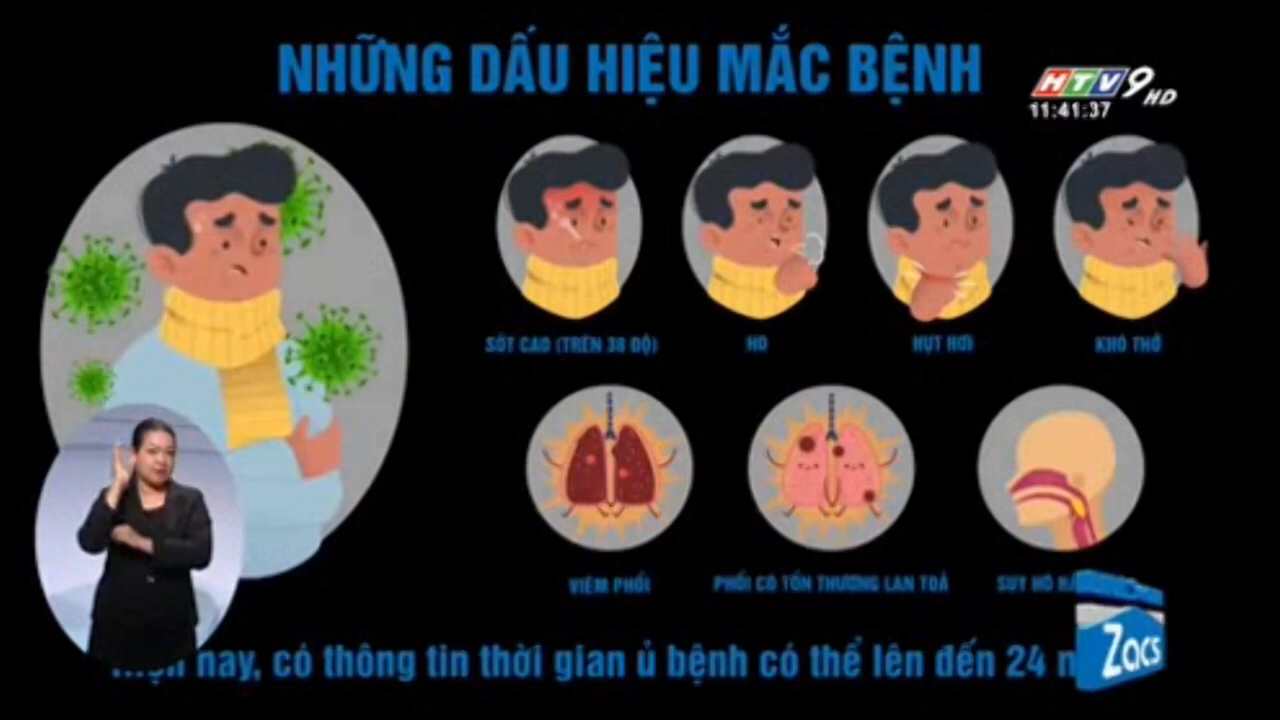 NHỮNG DẤU HIỆU MẮC BỆNH
HTV9 HD
11:41:37
SỐT CAO (TRÊN 38 ĐỘ)
HO
HỤT HƠI
KHÓ THỞ
VIÊM PHỔI
PHỔI CÓ TỔN THƯƠNG LAN TOẢ
SUY HÔ
nay, có thông tin thời gian ủ bệnh có thể lên đến 24
Zacs